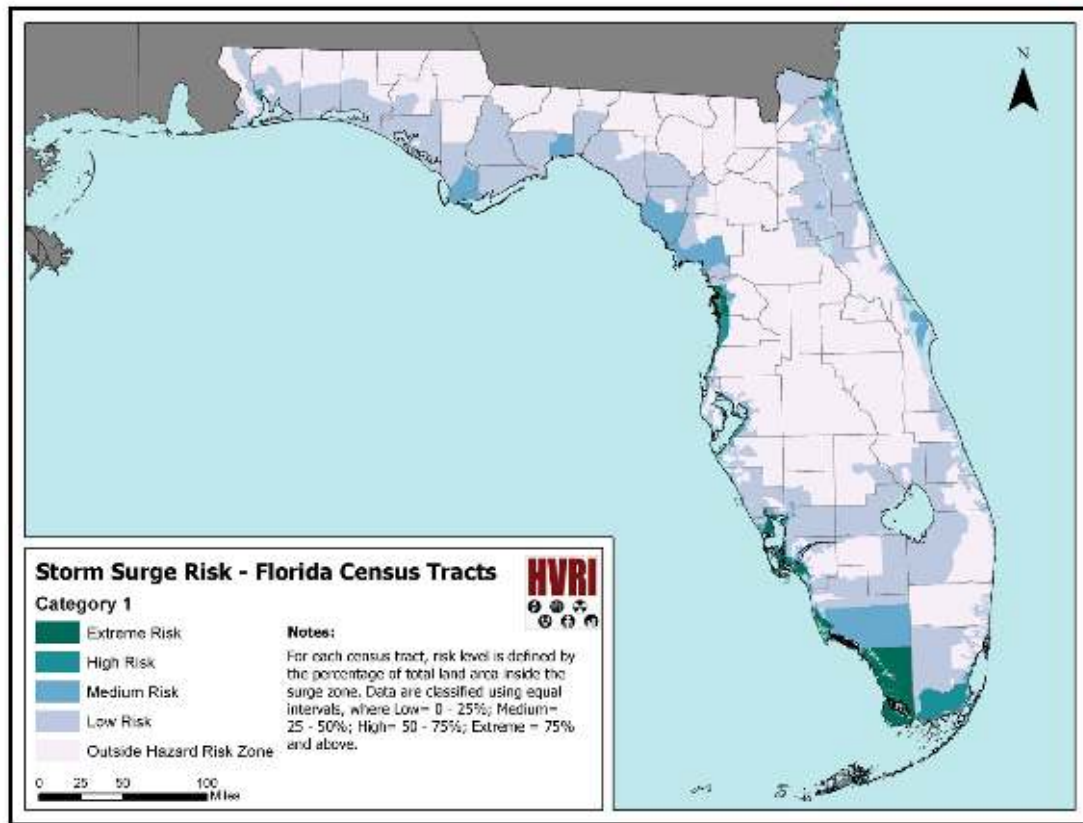 N
Storm Surge Risk - Florida Census Tracts
HVRI
Category 1
Extreme Risk
High Risk
Medium Risk
Low Risk
Outside Hazard Risk Zone
Notes:
For each census tract, risk level is defined by
the percentage of total land area inside the
surge zone. Data are classified using equal
intervals, where Low= 0 - 25%; Medium=
25 - 50%; High= 50 - 75%; Extreme = 75%
and above.
0 25 50 100
Miles